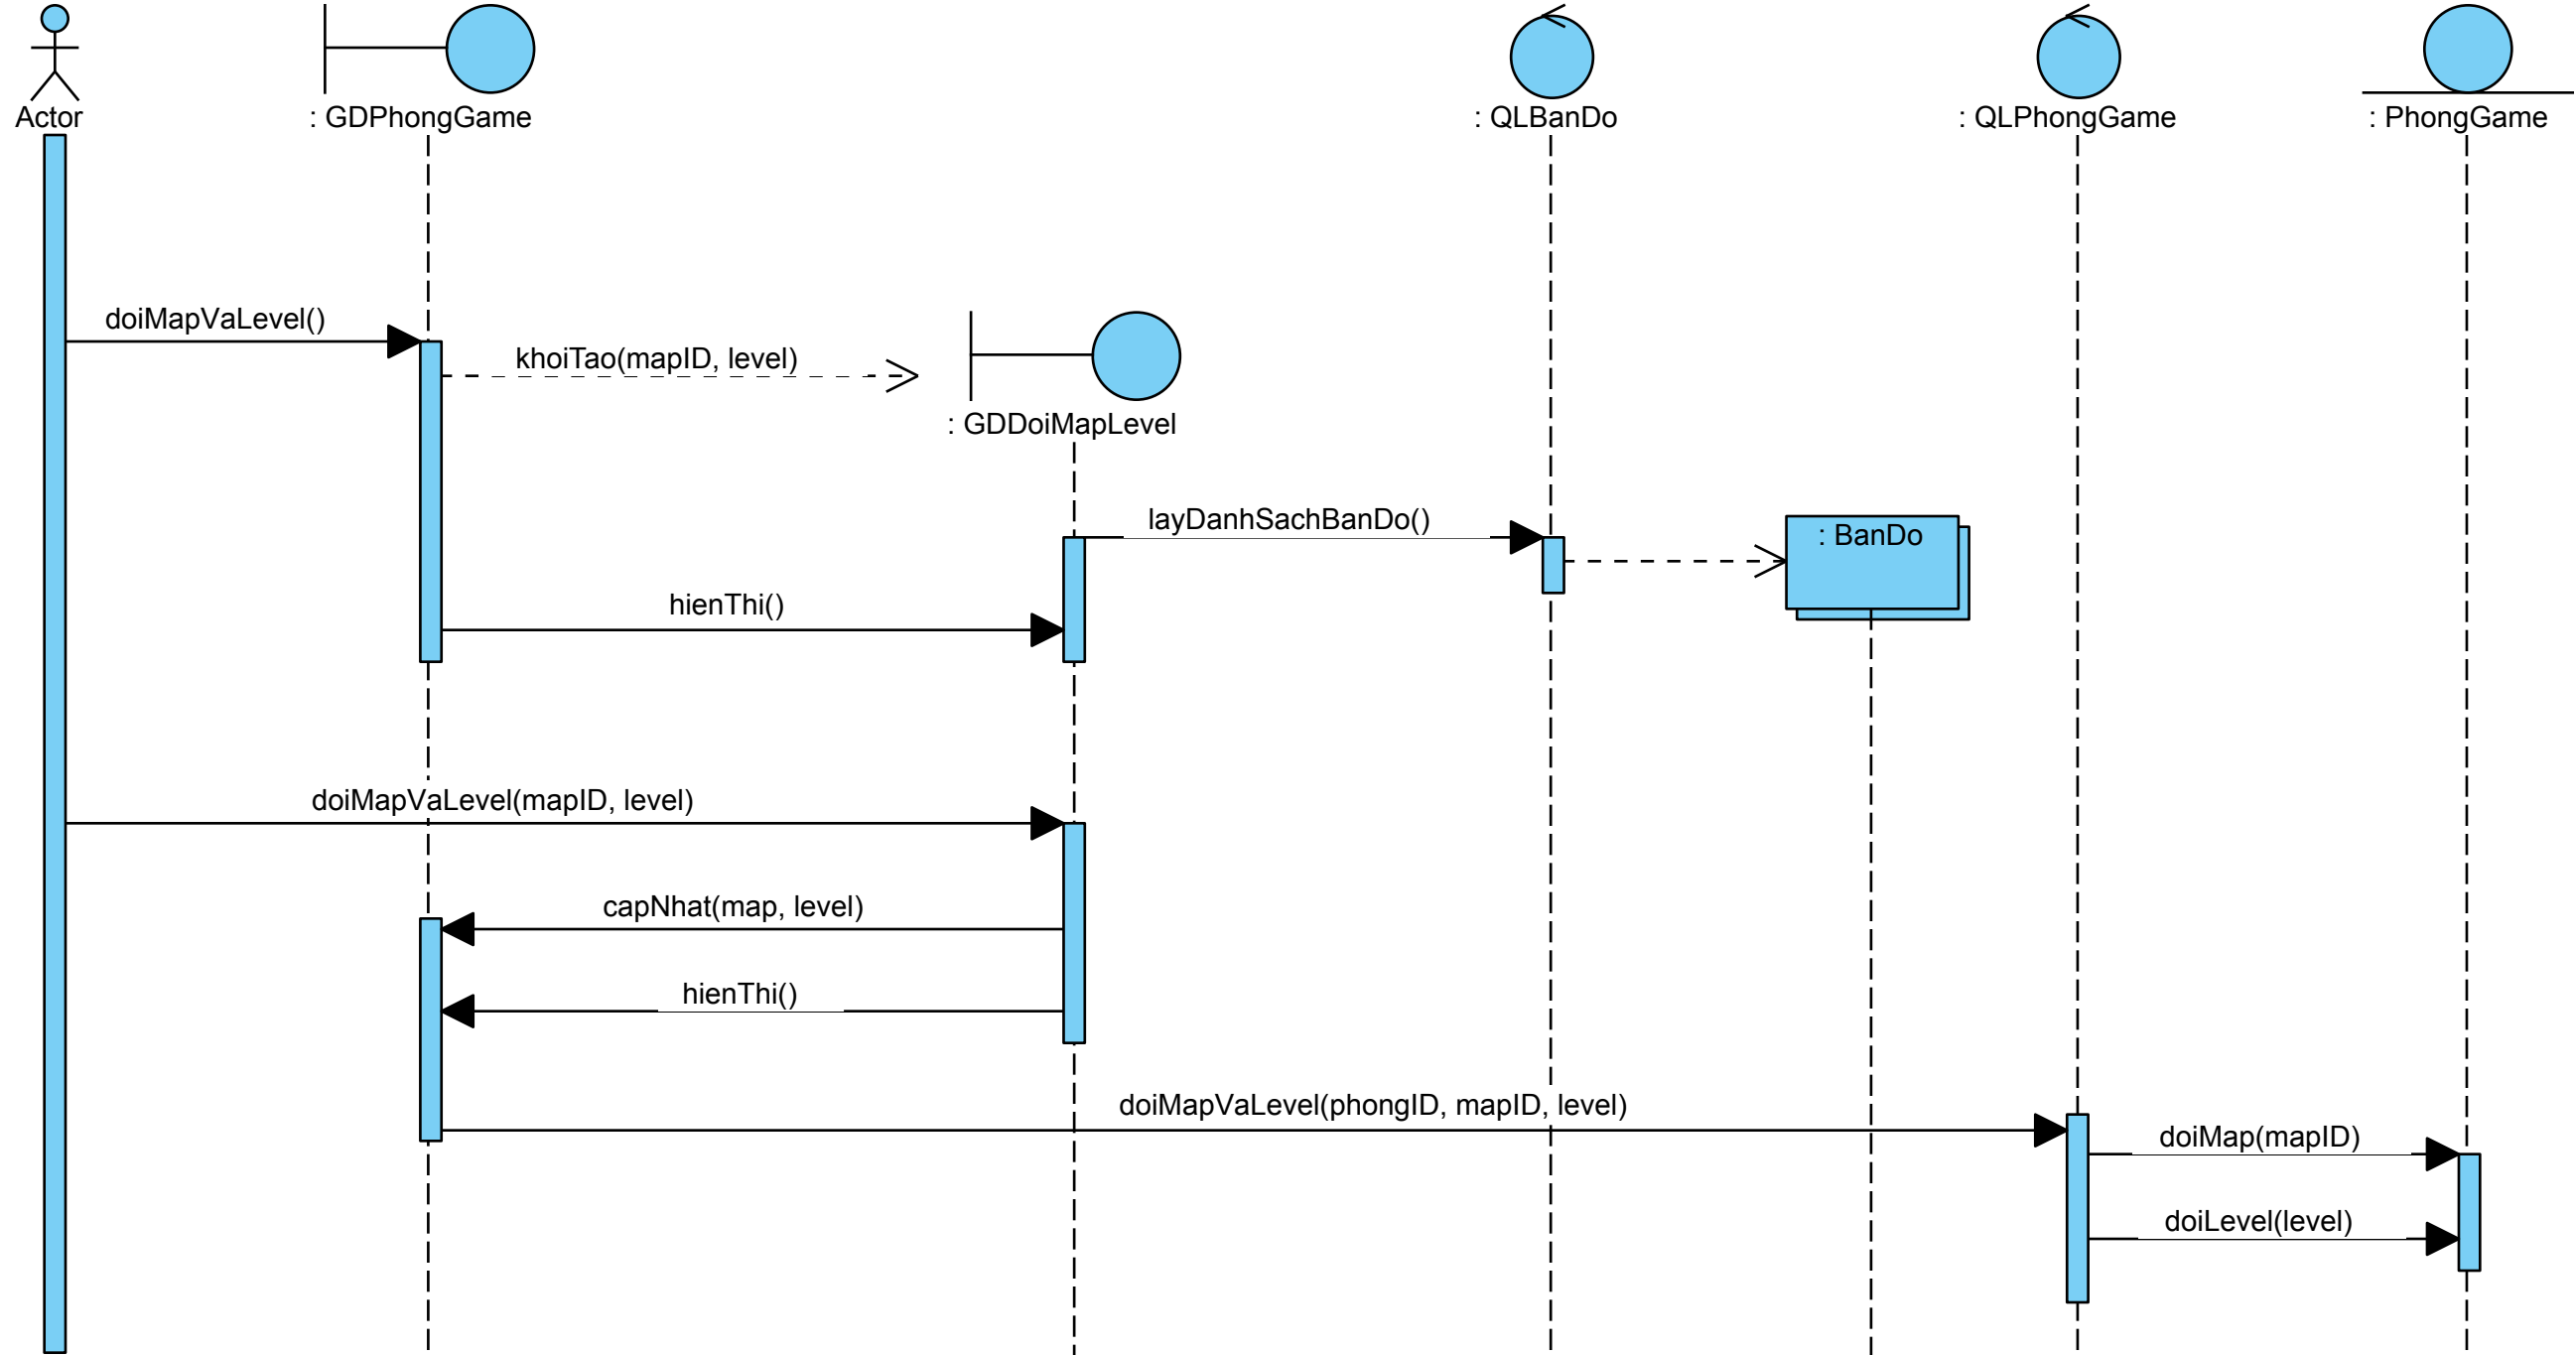 Actor
: GDPhongGame
: QLBanDo
: QLPhongGame
: PhongGame
doiMapVaLevel()
khoiTao(mapID, level)
: GDDoiMapLevel
layDanhSachBanDo()
: BanDo
hienThi()
doiMapVaLevel(mapID, level)
capNhat(map, level)
hienThi()
doiMapVaLevel(phongID, mapID, level)
doiMap(mapID)
doiLevel(level)